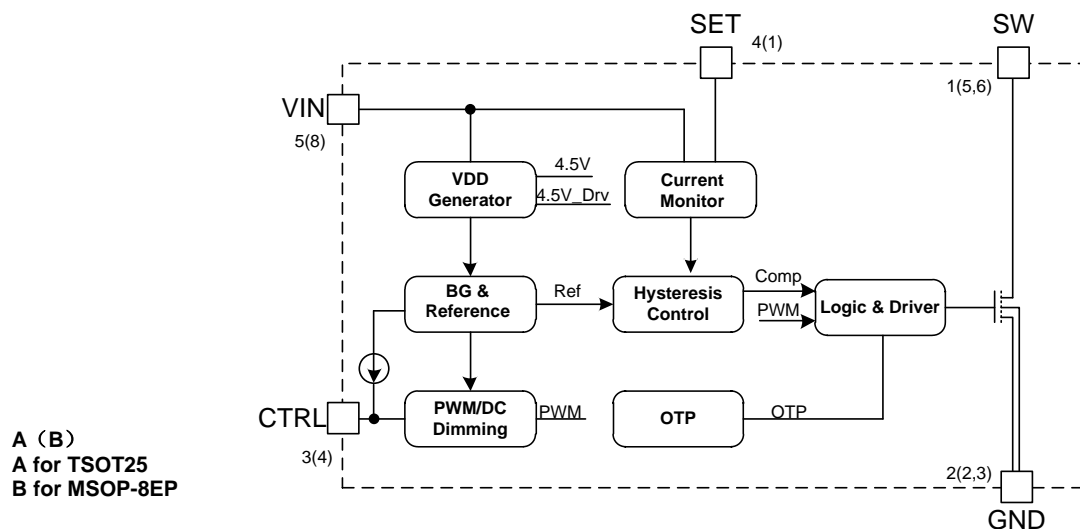 SET
SW
4(1)
1(5,6)
VIN
5(8)
VDD
Generator
4.5V
4.5V_Drv
Current
Monitor
BG &
Reference
Ref
Hysteresis
Control
Comp
PWM
Logic & Driver
CTRL
3(4)
PWM/DC
Dimming
PWM
OTP
OTP
2(2,3)
GND
A（B）
A for TSOT25
B for MSOP-8EP